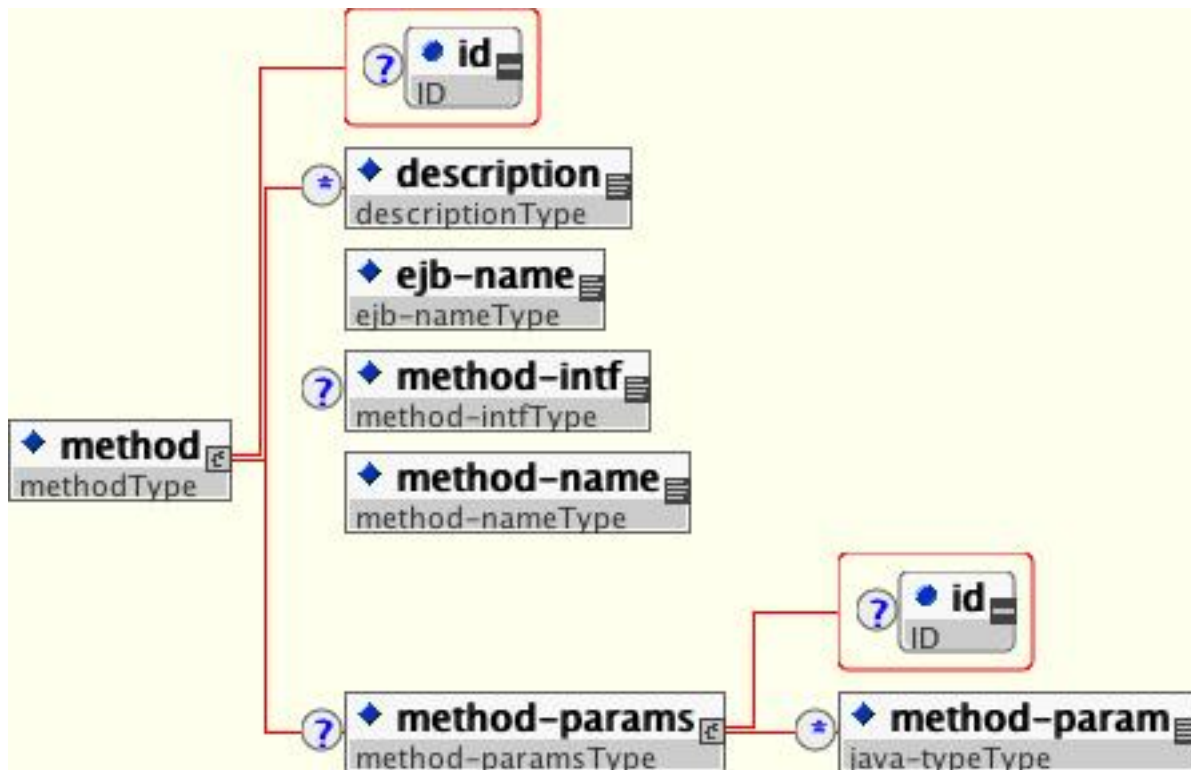 ? id
ID
* description
descriptionType
ejb-name
ejb-nameType
? method-intf
method-intfType
method
methodType
method-name
method-nameType
? id
ID
? method-params
method-paramsType
* method-param
java-typeType